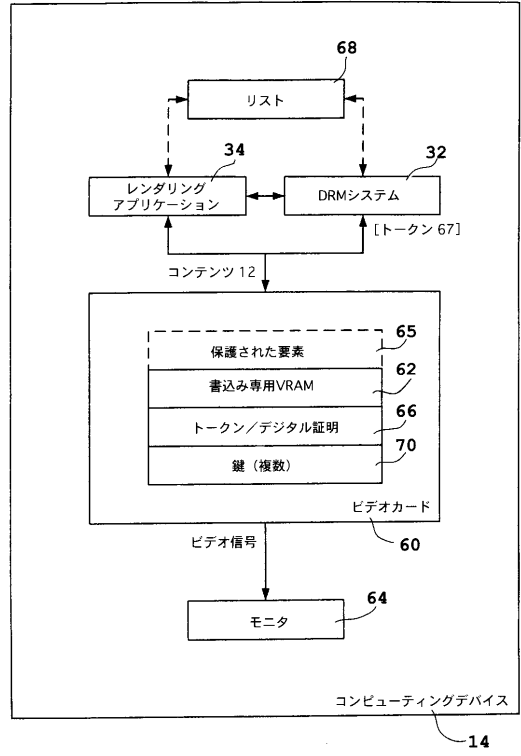 68
リスト
34
32
レンダリング
アプリケーション
DRMシステム
[トークン 67]
コンテンツ 12
65
保護された要素
62
書込み専用VRAM
66
トークン／デジタル証明
70
鍵（複数）
ビデオカード
60
ビデオ信号
64
モニタ
コンピューティングデバイス
14